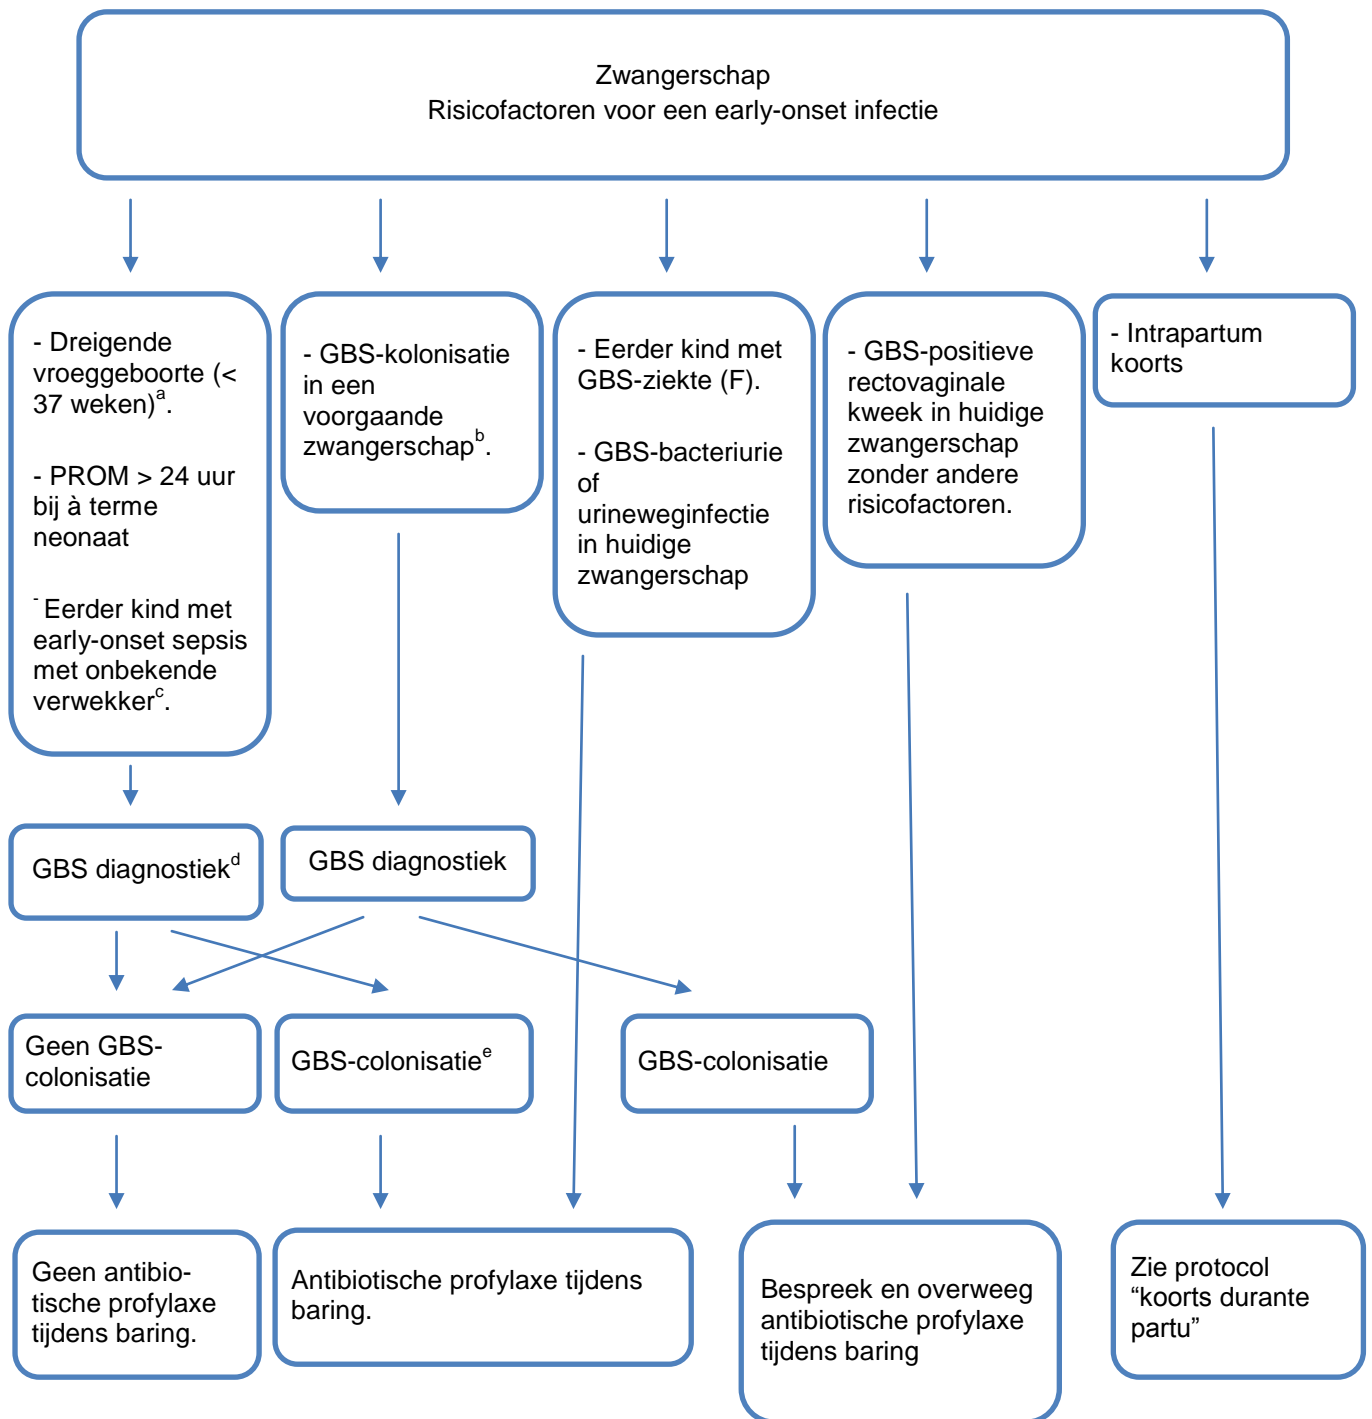 Zwangerschap
Risicofactoren voor een early-onset infectie
- Dreigende
vroeggeboorte (<
37 weken)a.
- PROM > 24 uur
bij à terme
neonaat
- Eerder kind met
early-onset sepsis
met onbekende
verwekkerc.
- GBS-kolonisatie
in een
voorgaande
zwangerschapb.
- Eerder kind met
GBS-ziekte (F).
- GBS-bacteriurie
of
urineweginfectie
in huidige
zwangerschap
- GBS-positieve
rectovaginale
kweek in huidige
zwangerschap
zonder andere
risicofactoren.
- Intrapartum
koorts
GBS diagnostiekd
GBS diagnostiek
Geen GBS-
colonisatie
GBS-colonisatiee
GBS-colonisatie
Geen antibio-
tische profylaxe
tijdens baring.
Antibiotische profylaxe tijdens
baring.
Bespreek en overweeg
antibiotische profylaxe
tijdens baring
Zie protocol
“koorts durante
partu”